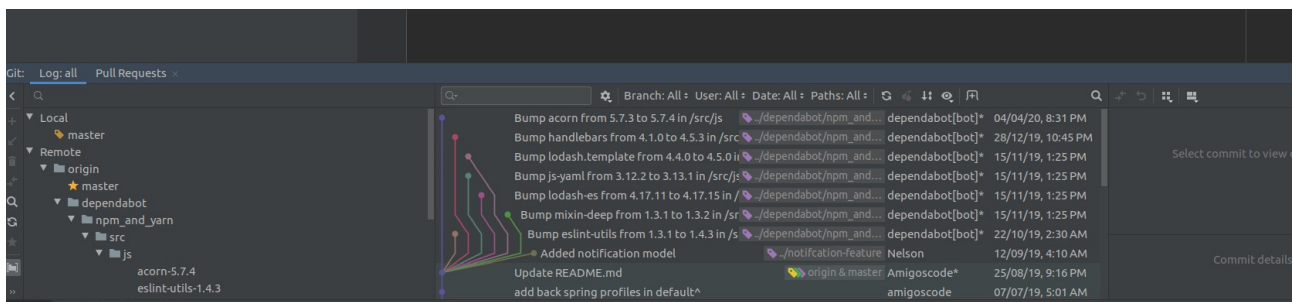 Git: Log: all Pull Requests ×
Branch: All User: All Date: All Paths: All
Local
master
Remote
origin
master
dependabot
npm_and_yarn
src
js
acorn-5.7.4
eslint-utils-1.4.3
Bump acorn from 5.7.3 to 5.7.4 in /src/js ../dependabot/npm_and... dependabot[bot]* 04/04/20, 8:31 PM
Bump handlebars from 4.1.0 to 4.5.3 in /src ../dependabot/npm_and... dependabot[bot]* 28/12/19, 10:45 PM
Bump lodash.template from 4.4.0 to 4.5.0 i ../dependabot/npm_and... dependabot[bot]* 15/11/19, 1:25 PM
Bump js-yaml from 3.12.2 to 3.13.1 in /src/js ../dependabot/npm_and... dependabot[bot]* 15/11/19, 1:25 PM
Bump lodash-es from 4.17.11 to 4.17.15 in / ../dependabot/npm_and... dependabot[bot]* 15/11/19, 1:25 PM
Bump mixin-deep from 1.3.1 to 1.3.2 in /sr ../dependabot/npm_and... dependabot[bot]* 15/11/19, 1:25 PM
Bump eslint-utils from 1.3.1 to 1.4.3 in /s ../dependabot/npm_and... dependabot[bot]* 22/10/19, 2:30 AM
Added notification model ../notifcation-feature Nelson 12/09/19, 4:10 AM
Update README.md origin & master Amigoscode* 25/08/19, 9:16 PM
add back spring profiles in default^ amigoscode 07/07/19, 5:01 AM
Select commit to view
Commit details